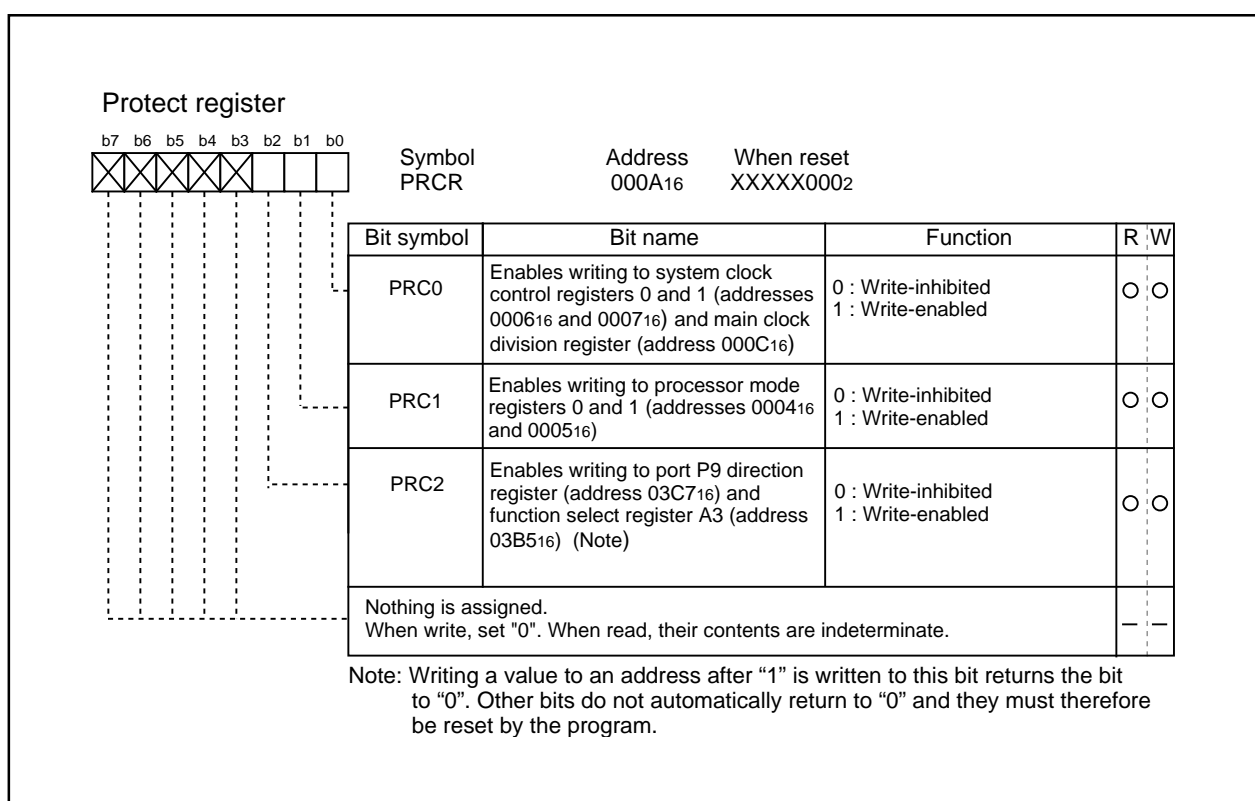 Protect register
b7 b6 b5 b4 b3 b2 b1 b0
Symbol Address When reset
PRCR 000A16 XXXXX0002
Bit symbol Bit name Function R W
PRC0
Enables writing to system clock
control registers 0 and 1 (addresses
000616 and 000716) and main clock
division register (address 000C16)
0 : Write-inhibited
1 : Write-enabled
PRC1
Enables writing to processor mode
registers 0 and 1 (addresses 000416
and 000516)
0 : Write-inhibited
1 : Write-enabled
PRC2
Enables writing to port P9 direction
register (address 03C716) and
function select register A3 (address
03B516) (Note)
0 : Write-inhibited
1 : Write-enabled
Nothing is assigned.
When write, set "0". When read, their contents are indeterminate.
Note: Writing a value to an address after “1” is written to this bit returns the bit
to “0”. Other bits do not automatically return to “0” and they must therefore
be reset by the program.